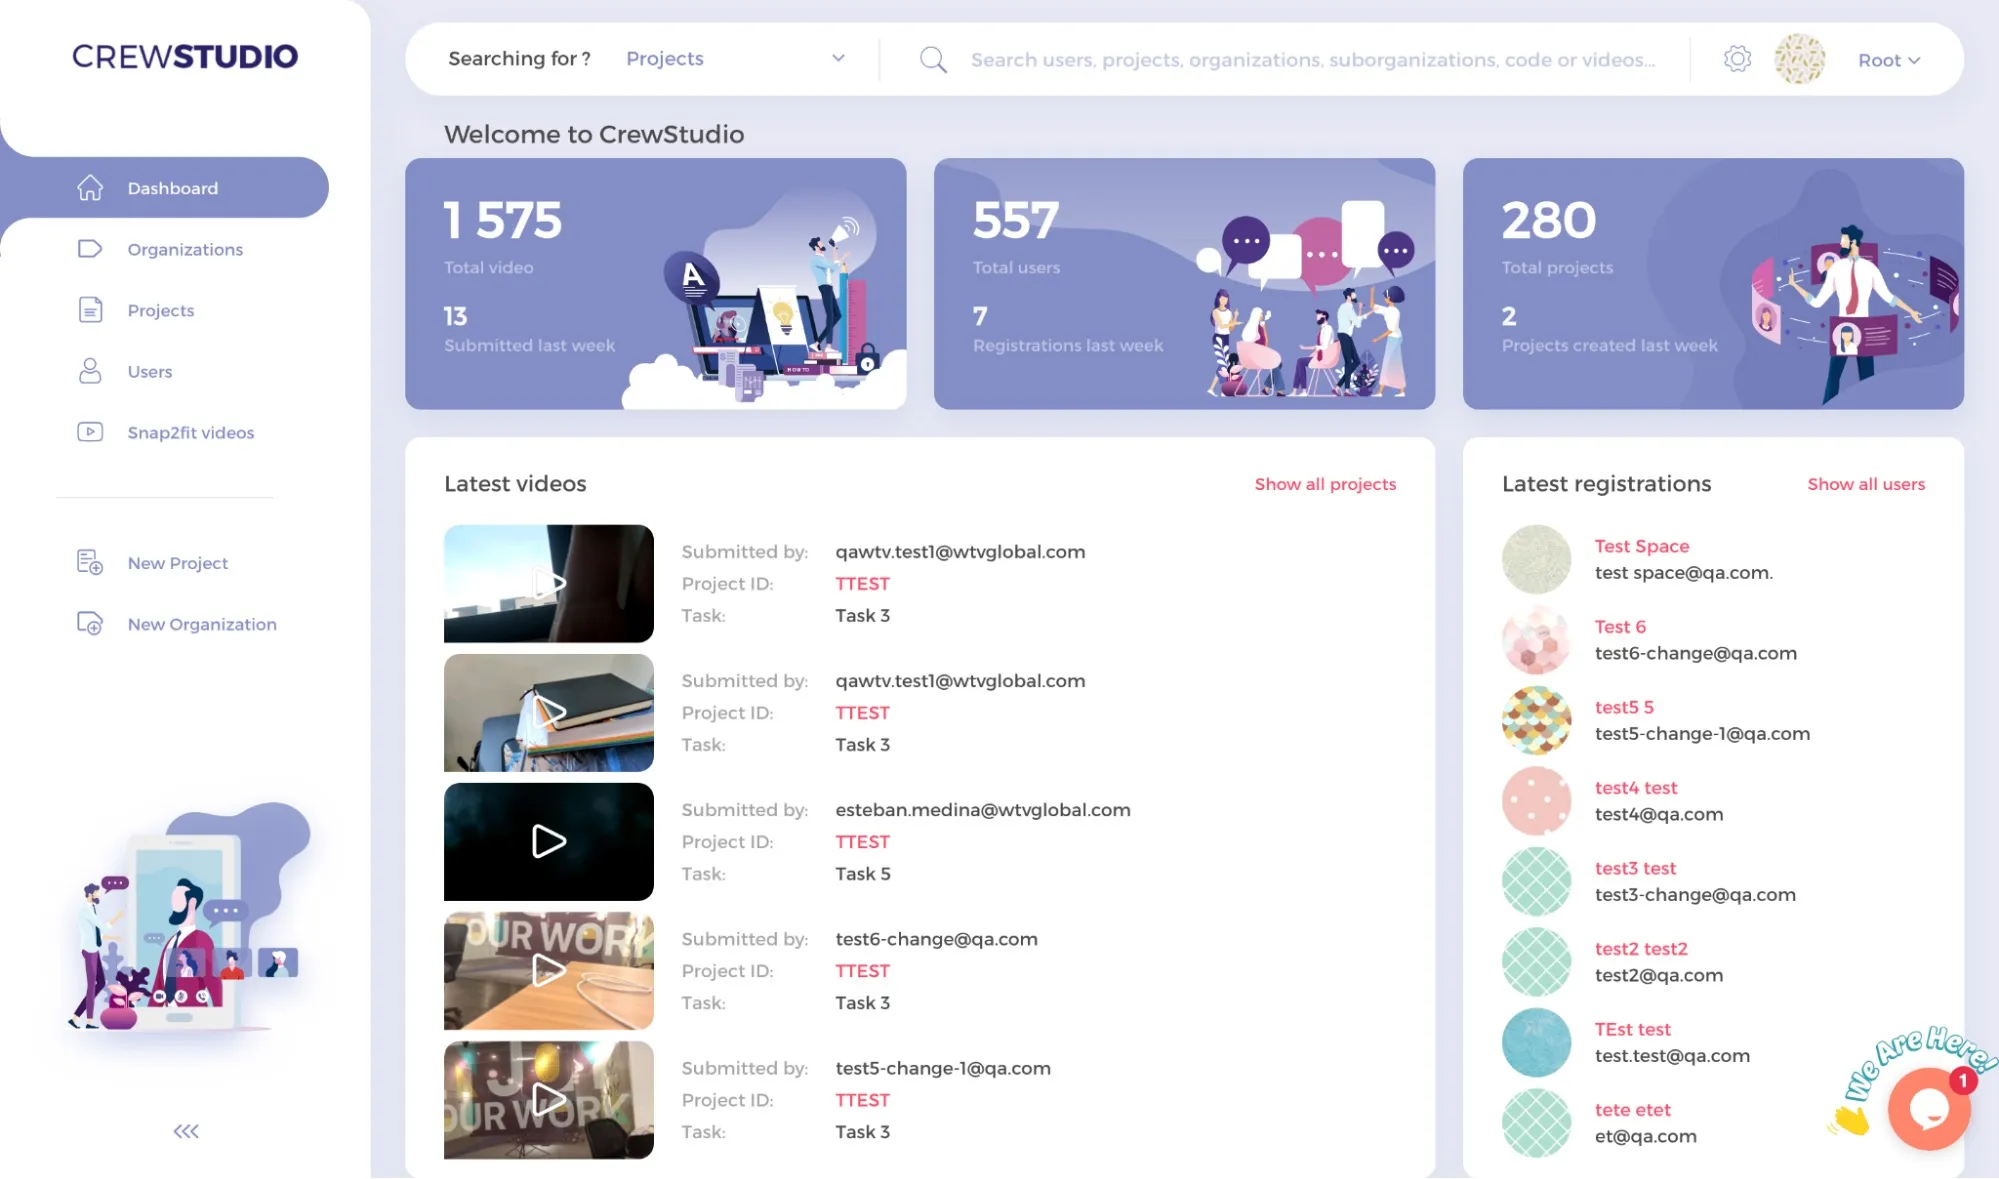 CREWSTUDIO
Searching for ?
Projects
Search users, projects, organizations, suborganizations, code or videos...
Root
Dashboard
Organizations
Projects
Users
Snap2fit videos
New Project
New Organization
Welcome to CrewStudio
1 575
Total video
13
Submitted last week
A
HOW TO
557
Total users
7
Registrations last week
280
Total projects
2
Projects created last week
Latest videos
Show all projects
Submitted by: qawtv.test1@wtvglobal.com
Project ID: TTEST
Task: Task 3
Submitted by: qawtv.test1@wtvglobal.com
Project ID: TTEST
Task: Task 3
Submitted by: esteban.medina@wtvglobal.com
Project ID: TTEST
Task: Task 5
OUR WORK
Submitted by: test6-change@qa.com
Project ID: TTEST
Task: Task 3
OUR WORK
Submitted by: test5-change-1@qa.com
Project ID: TTEST
Task: Task 3
Latest registrations
Show all users
Test Space
test space@qa.com.
Test 6
test6-change@qa.com
test5 5
test5-change-1@qa.com
test4 test
test4@qa.com
test3 test
test3-change@qa.com
test2 test2
test2@qa.com
TEst test
test.test@qa.com
tete etet
et@qa.com
We Are Here!
1